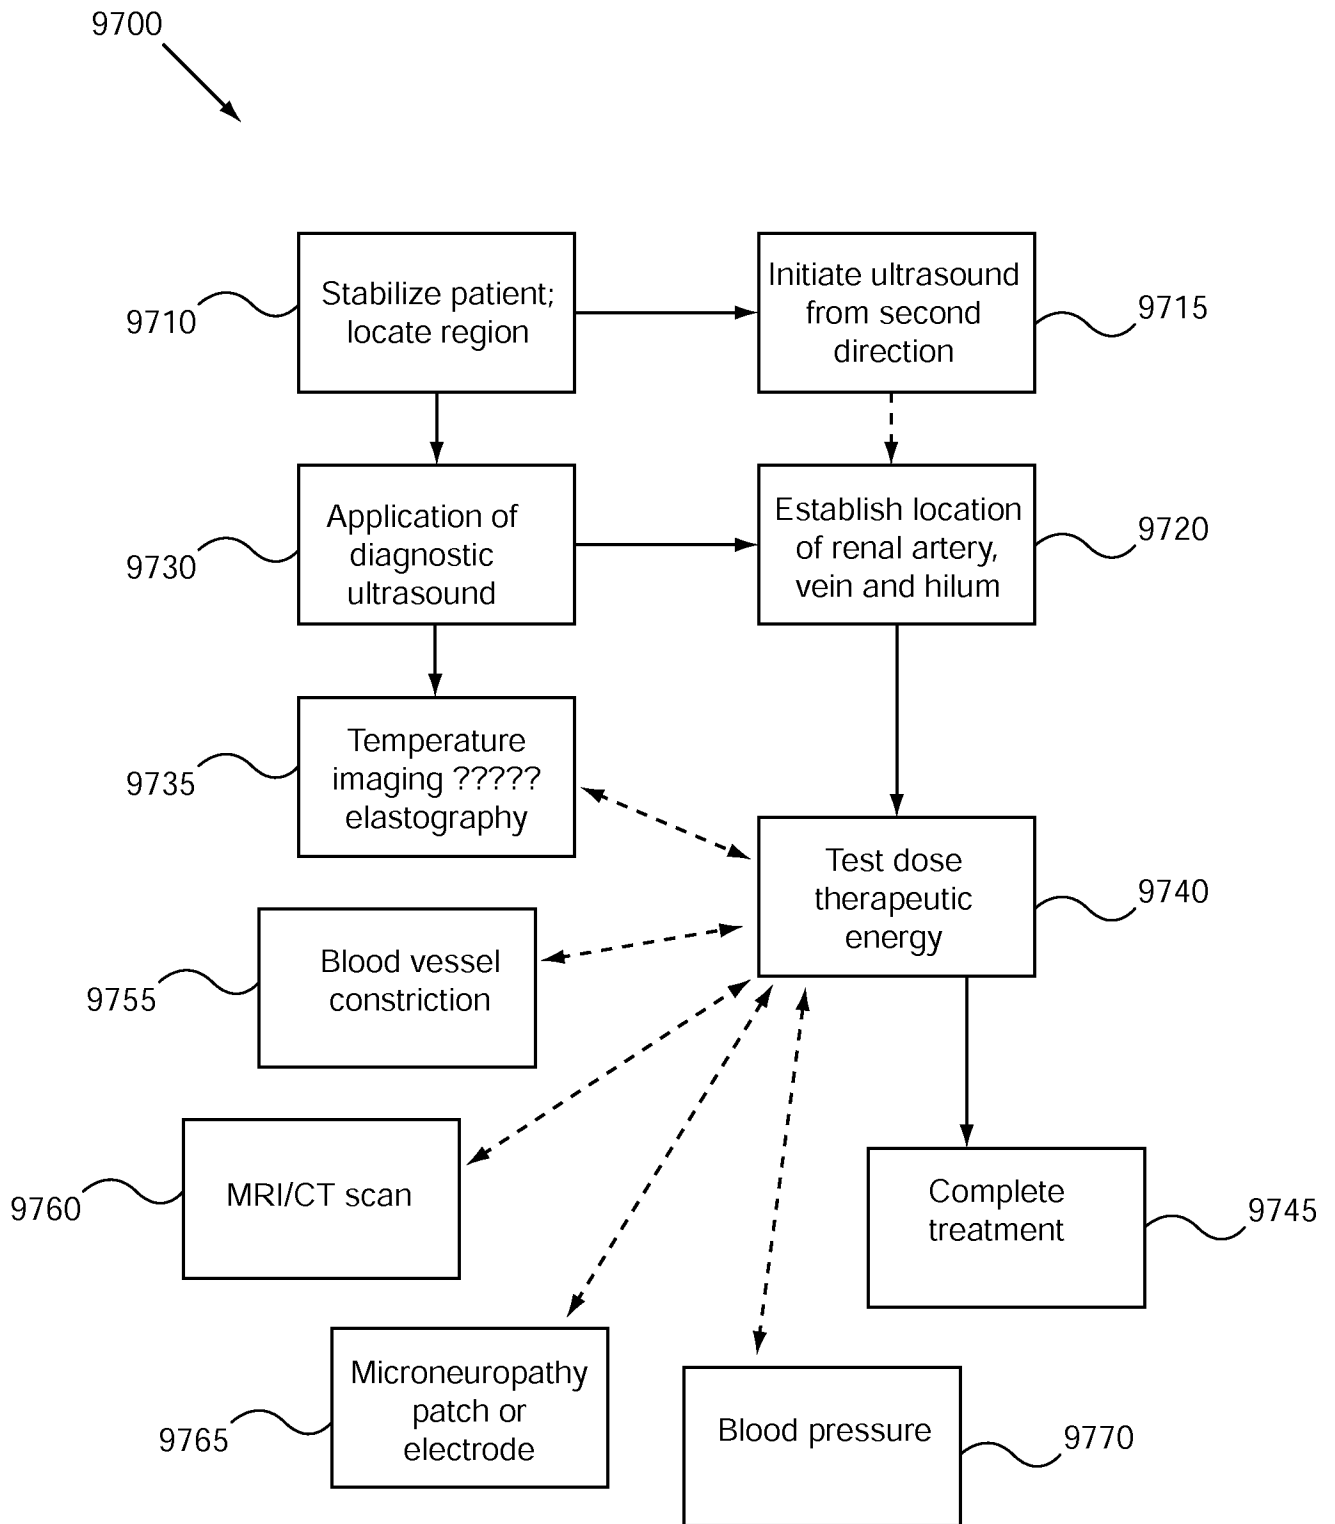 9700
Stabilize patient;
locate region
9710
Initiate ultrasound
from second
direction
9715
Application of
diagnostic
ultrasound
9730
Establish location
of renal artery,
vein and hilum
9720
Temperature
imaging ?????
elastography
9735
Test dose
therapeutic
energy
9740
Blood vessel
constriction
9755
MRI/CT scan
9760
Complete
treatment
9745
Microneuropathy
patch or
electrode
9765
Blood pressure
9770